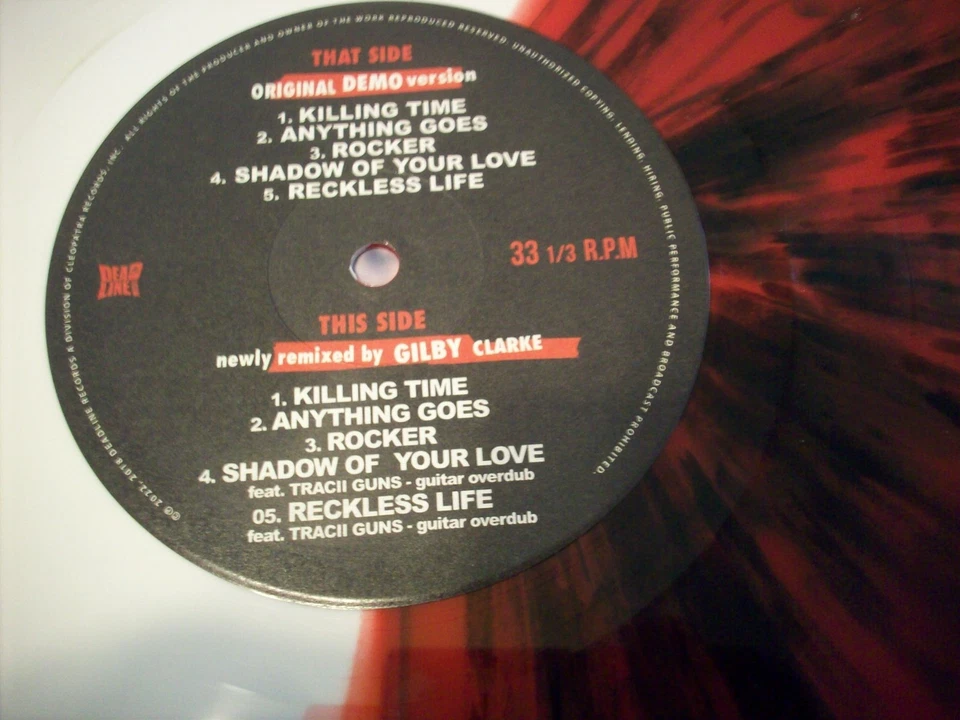 THAT SIDE
ORIGINAL DEMO version
1. KILLING TIME
2. ANYTHING GOES
3. ROCKER
4. SHADOW OF YOUR LOVE
5. RECKLESS LIFE
33 1/3 R.P.M
DEAD LINE!
THIS SIDE
newly remixed by GILBY CLARKE
1. KILLING TIME
2. ANYTHING GOES
3. ROCKER
4. SHADOW OF YOUR LOVE
feat. TRACII GUNS - guitar overdub
05. RECKLESS LIFE
feat. TRACII GUNS - guitar overdub
℗© 2022, 2018 DEADLINE RECORDS A DIVISION OF CLEOPATRA RECORDS, INC. ALL RIGHTS OF THE PRODUCER AND OWNER OF THE WORK REPRODUCED RESERVED. UNAUTHORIZED COPYING, LENDING, HIRING, PUBLIC PERFORMANCE AND BROADCAST PROHIBITED.